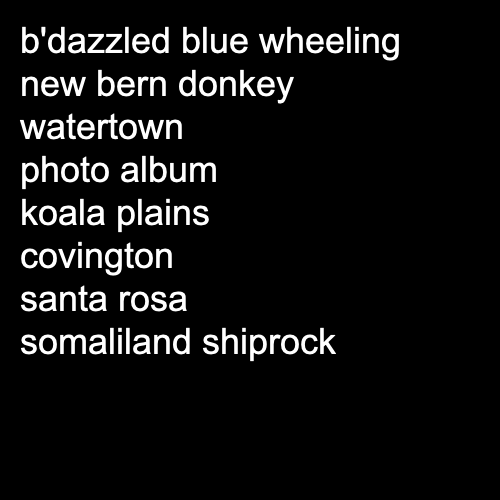 b'dazzled blue wheeling
new bern donkey
watertown
photo album
koala plains
covington
santa rosa
somaliland shiprock